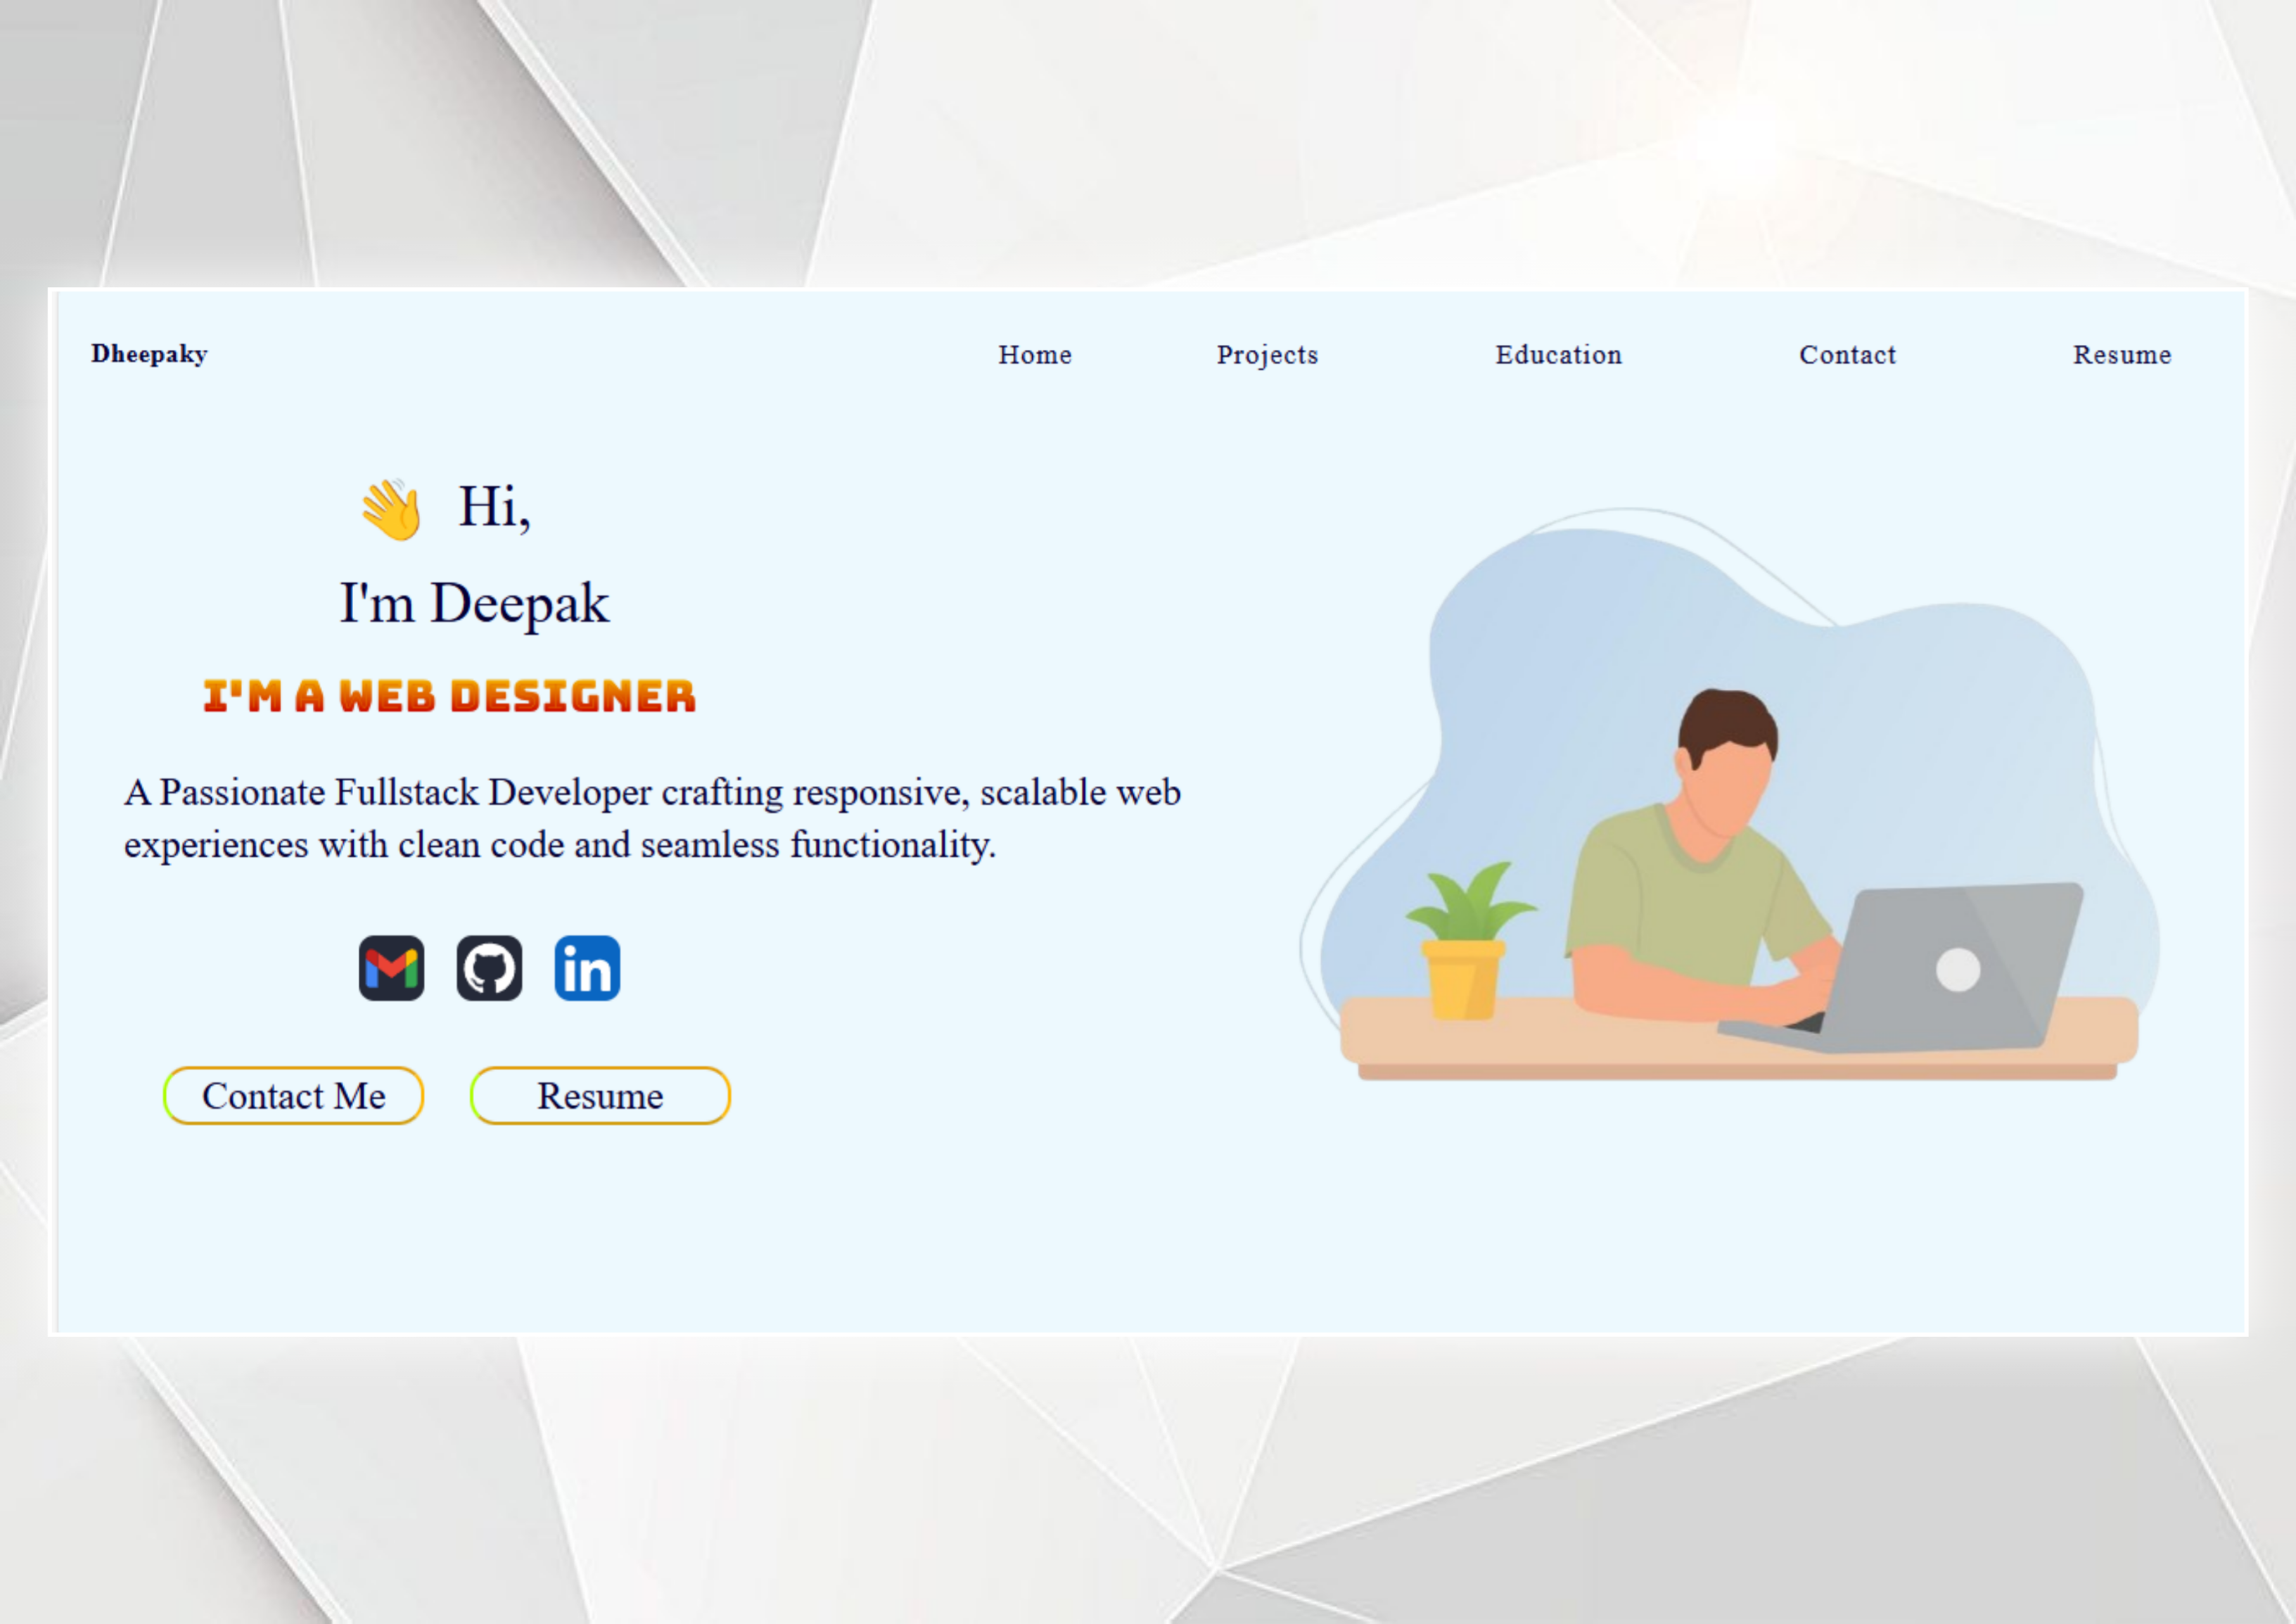 Dheepaky
Home Projects Education Contact Resume
👋 Hi,
I'm Deepak
I'M A WEB DESIGNER
A Passionate Fullstack Developer crafting responsive, scalable web
experiences with clean code and seamless functionality.
in
Contact Me Resume